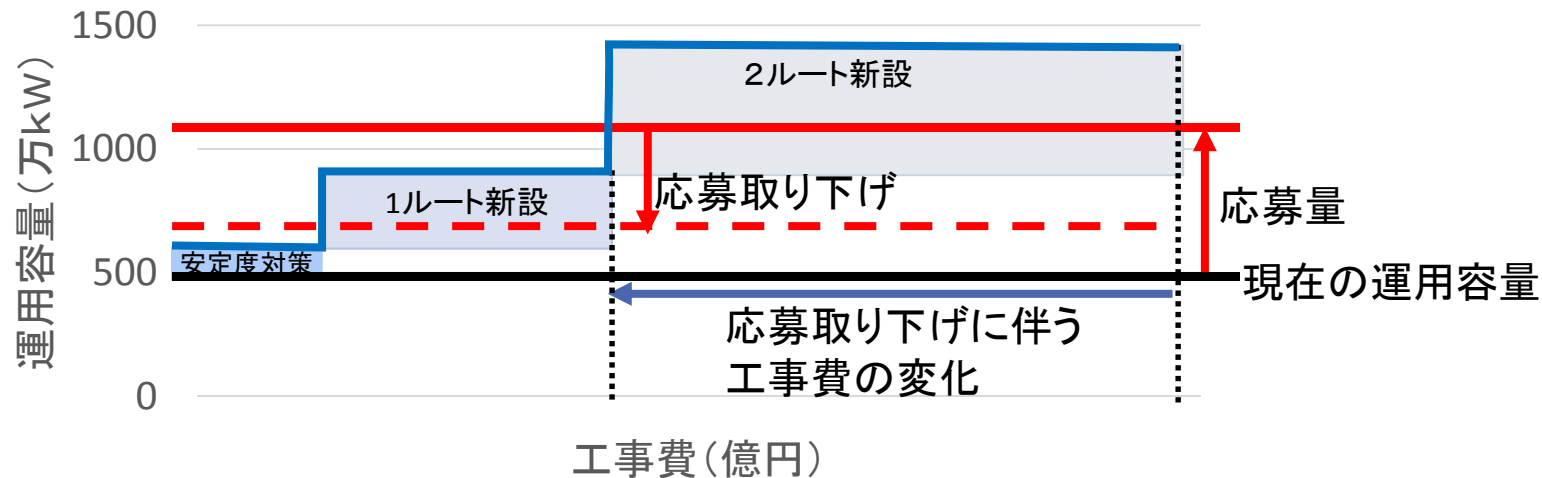 運用容量（万kW）
1500
1000
500
0
２ルート新設
1ルート新設
安定度対策
応募取り下げ
応募量
現在の運用容量
応募取り下げに伴う
工事費の変化
工事費（億円）